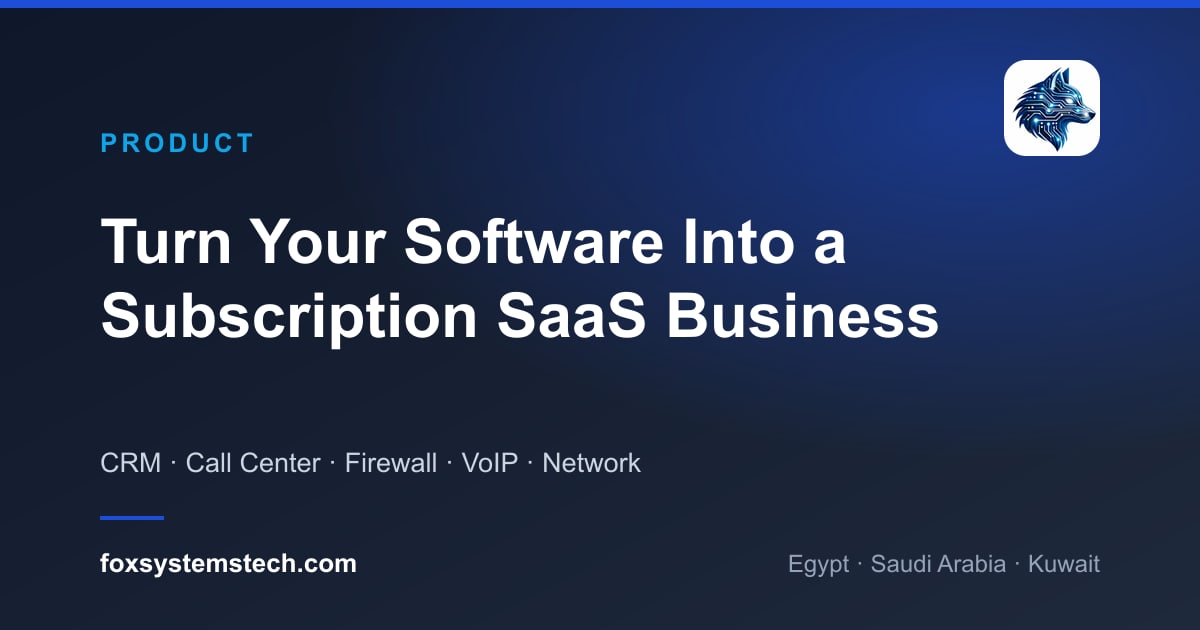 PRODUCT
Turn Your Software Into a
Subscription SaaS Business
CRM · Call Center · Firewall · VoIP · Network
foxsystemstech.com
Egypt · Saudi Arabia · Kuwait